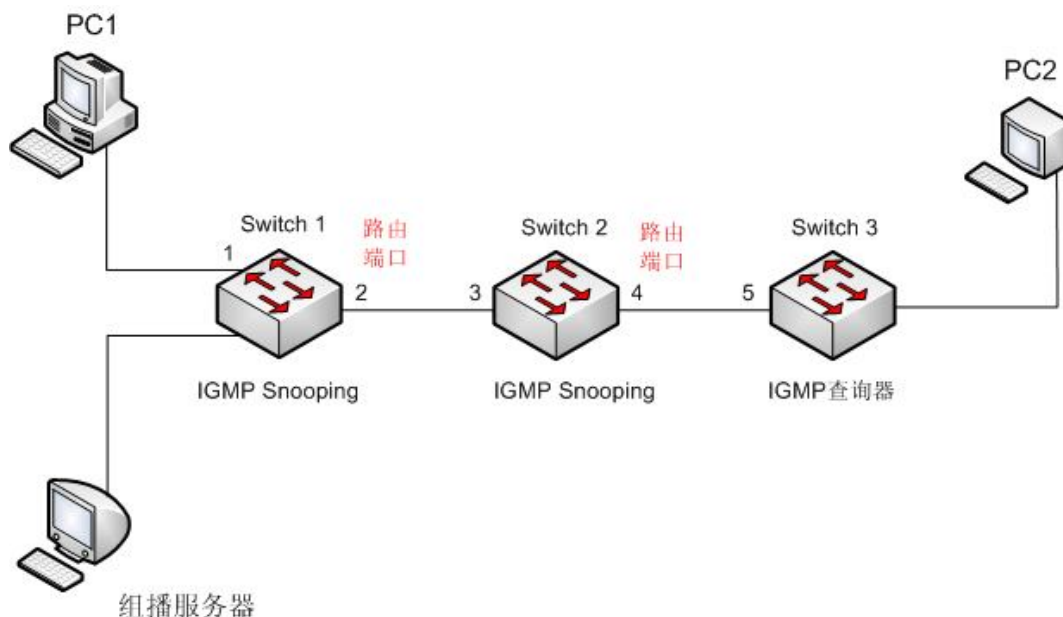 PC1
PC2
Switch 1
路由
端口
Switch 2
路由
端口
Switch 3
1
2
3
4
5
IGMP Snooping
IGMP Snooping
IGMP查询器
组播服务器